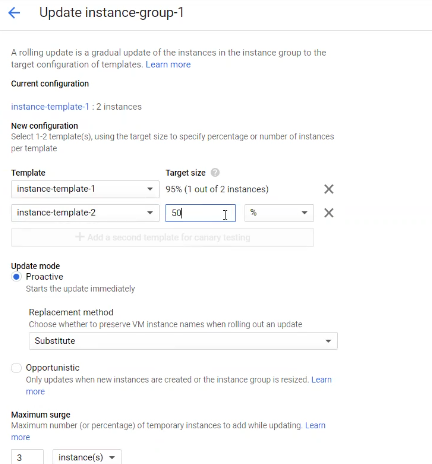 Update instance-group-1
A rolling update is a gradual update of the instances in the instance group to the
target configuration of templates. Learn more
Current configuration
instance-template-1 : 2 instances
New configuration
Select 1-2 template(s), using the target size to specify percentage or number of instances
per template
Template Target size
instance-template-1 95% (1 out of 2 instances)
instance-template-2 50 %
+ Add a second template for canary testing
Update mode
Proactive
Starts the update immediately
Replacement method
Choose whether to preserve VM instance names when rolling out an update
Substitute
Opportunistic
Only updates when new instances are created or the instance group is resized. Learn
more
Maximum surge
Maximum number (or percentage) of temporary instances to add while updating. Learn
more
3 instance(s)